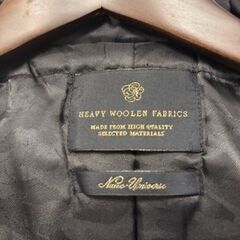 HEAVY WOOLEN FABRICS
MADE FROM HIGH QUALITY
SELECTED MATERIALS
Nano·Universe